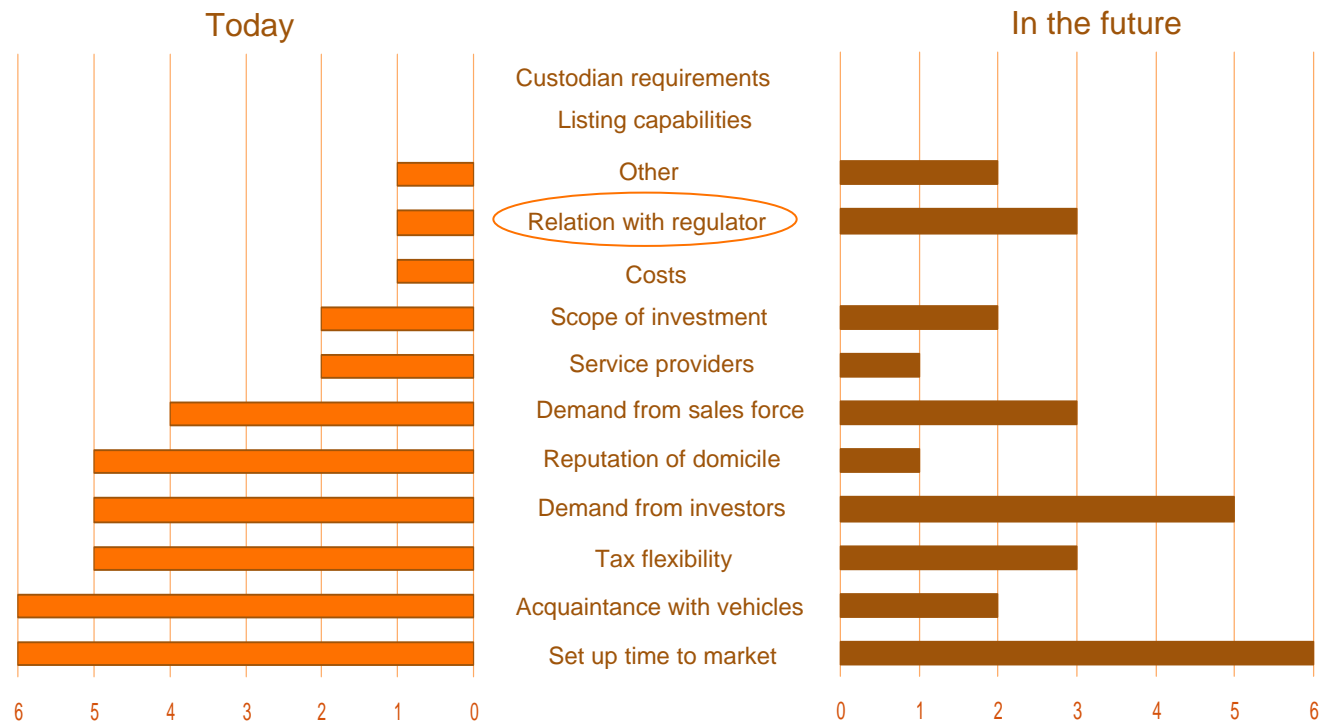 Today
In the future
Custodian requirements
Listing capabilities
Other
Relation with regulator
Costs
Scope of investment
Service providers
Demand from sales force
Reputation of domicile
Demand from investors
Tax flexibility
Acquaintance with vehicles
Set up time to market
6 5 4 3 2 1 0
0 1 2 3 4 5 6